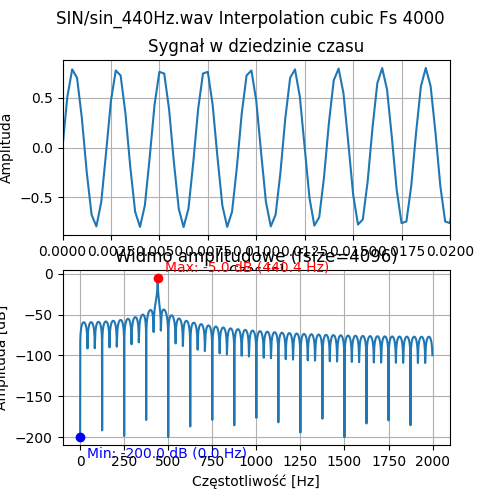 SIN/sin_440Hz.wav Interpolation cubic Fs 4000
Sygnał w dziedzinie czasu
Amplituda
0.5
0.0
−0.5
0.0000 0.0025 0.0050 0.0075 0.0100 0.0125 0.0150 0.0175 0.0200
Widmo amplitudowe (fsize=4096)
Max: -5.0 dB (440.4 Hz)
Amplituda [dB]
0
−50
−100
−150
−200
Min: -200.0 dB (0.0 Hz)
0 250 500 750 1000 1250 1500 1750 2000
Częstotliwość [Hz]